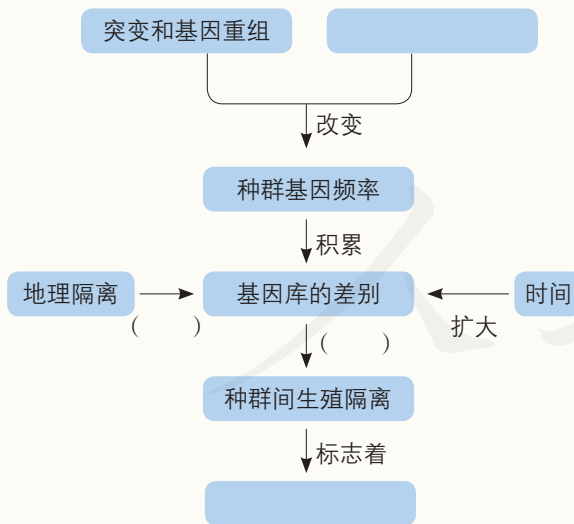 突变和基因重组
改变
种群基因频率
积累
地理隔离
基因库的差别
时间
(　　)
(　　)
扩大
种群间生殖隔离
标志着